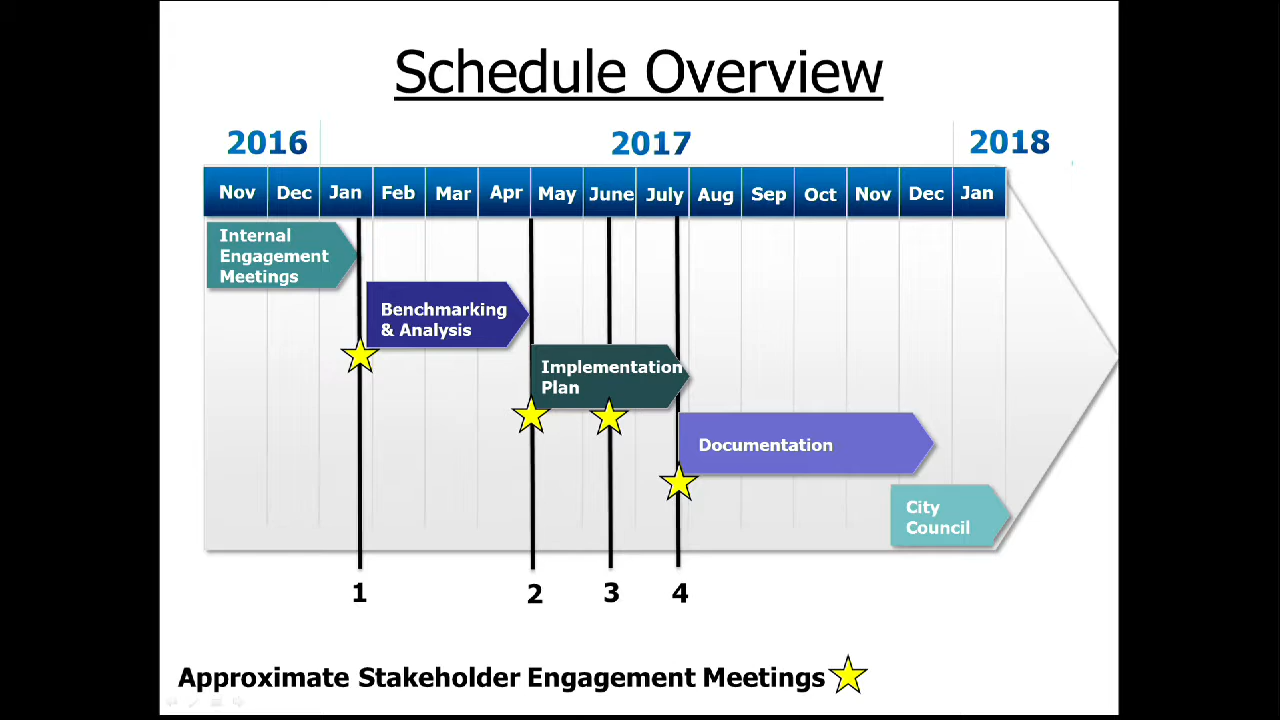 Schedule Overview
2016 2017 2018
Nov Dec Jan Feb Mar Apr May June July Aug Sep Oct Nov Dec Jan
Internal
Engagement
Meetings
Benchmarking
& Analysis
Implementation
Plan
Documentation
City
Council
1 2 3 4
Approximate Stakeholder Engagement Meetings